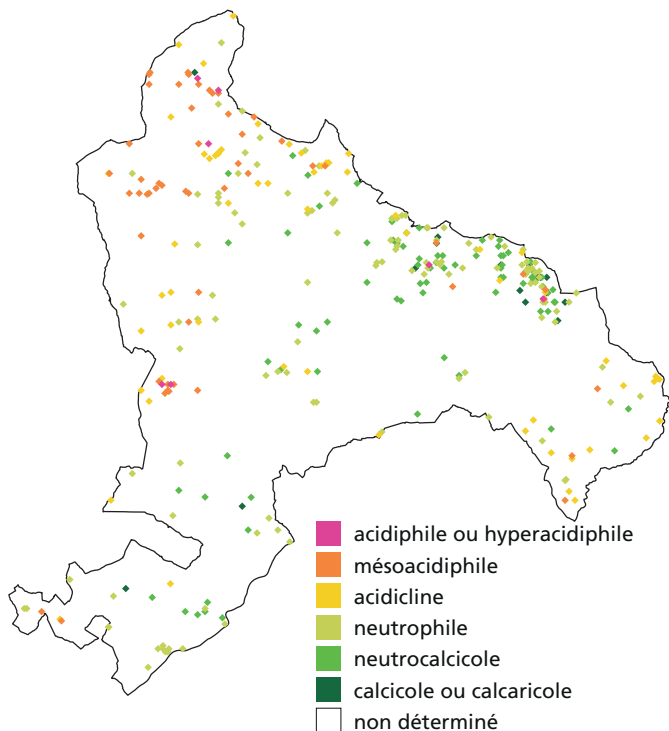 acidiphile ou hyperacidiphile
mésoacidiphile
acidicline
neutrophile
neutrocalcicole
calcicole ou calcaricole
non déterminé